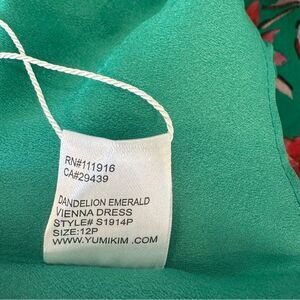 RN#111916
CA#29439
DANDELION EMERALD
VIENNA DRESS
STYLE# S1914P
SIZE:12P
WWW.YUMIKIM .COM